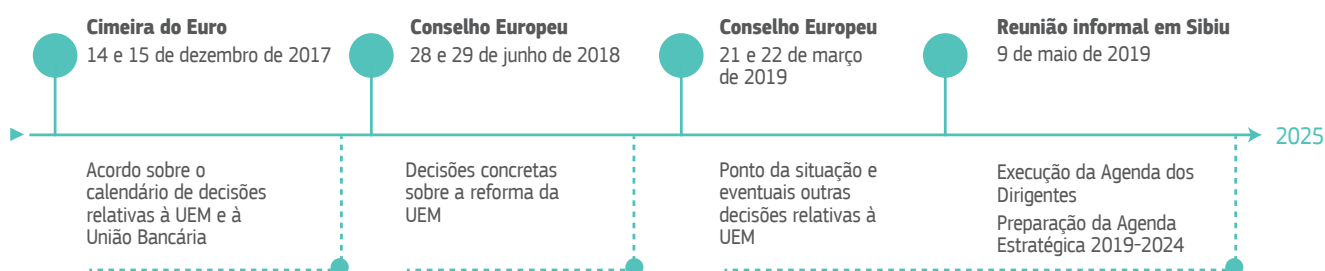 Cimeira do Euro
14 e 15 de dezembro de 2017
Conselho Europeu
28 e 29 de junho de 2018
Conselho Europeu
21 e 22 de março
de 2019
Reunião informal em Sibiu
9 de maio de 2019
2025
Acordo sobre o
calendário de decisões
relativas à UEM e à
União Bancária
Decisões concretas
sobre a reforma da
UEM
Ponto da situação e
eventuais outras
decisões relativas à
UEM
Execução da Agenda dos
Dirigentes
Preparação da Agenda
Estratégica 2019-2024